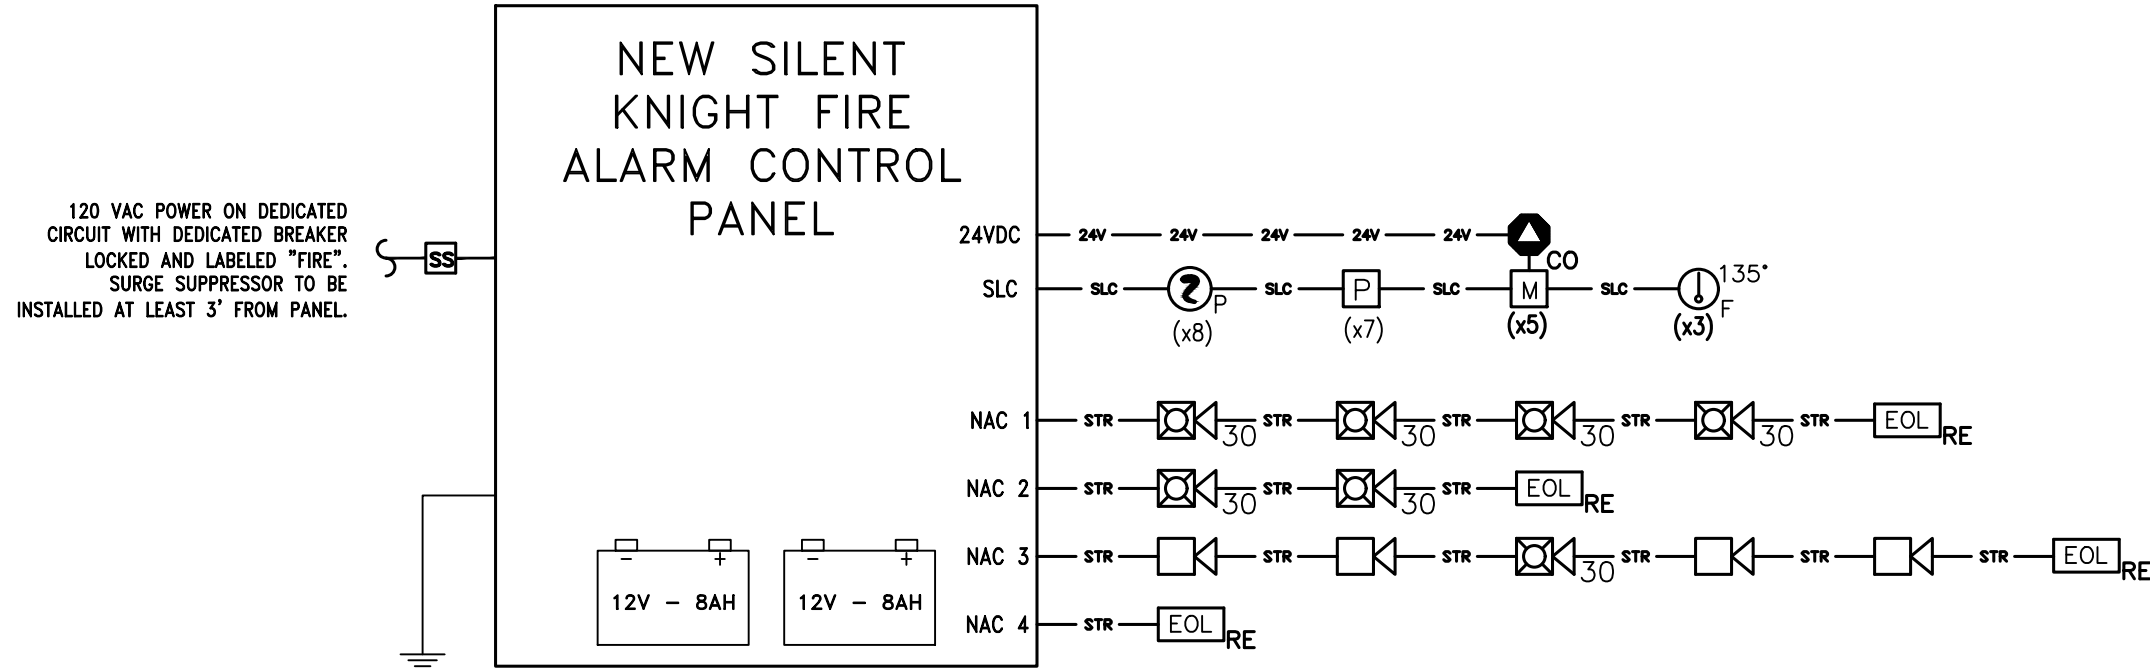 NEW SILENT
KNIGHT FIRE
ALARM CONTROL
PANEL
120 VAC POWER ON DEDICATED
CIRCUIT WITH DEDICATED BREAKER
LOCKED AND LABELED "FIRE".
SURGE SUPPRESSOR TO BE
INSTALLED AT LEAST 3' FROM PANEL.
SS
24VDC 24V 24V 24V 24V 24V
CO
SLC SLC P SLC P SLC M SLC 135° F
(x8) (x7) (x5) (x3)
NAC 1 STR 30 STR 30 STR 30 STR 30 STR EOL RE
NAC 2 STR 30 STR 30 STR EOL RE
NAC 3 STR STR STR 30 STR STR STR EOL RE
NAC 4 STR EOL RE
- + - +
12V - 8AH 12V - 8AH